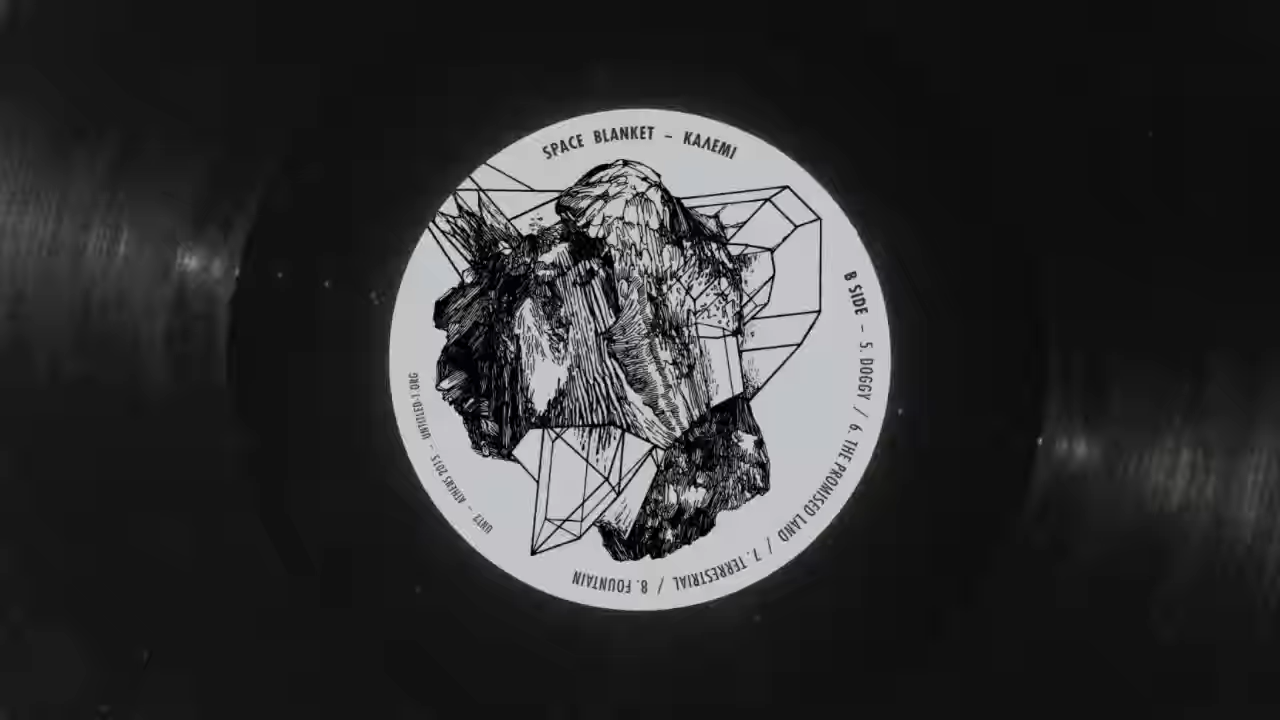 SPACE BLANKET – ΚΑΛΕΜΙ
B SIDE – 5. DOGGY / 6. THE PROMISED LAND / 7. TERRESTRIAL / 8. FOUNTAIN
UNT2 – ATHENS 2015 – UNTITLED-1.ORG